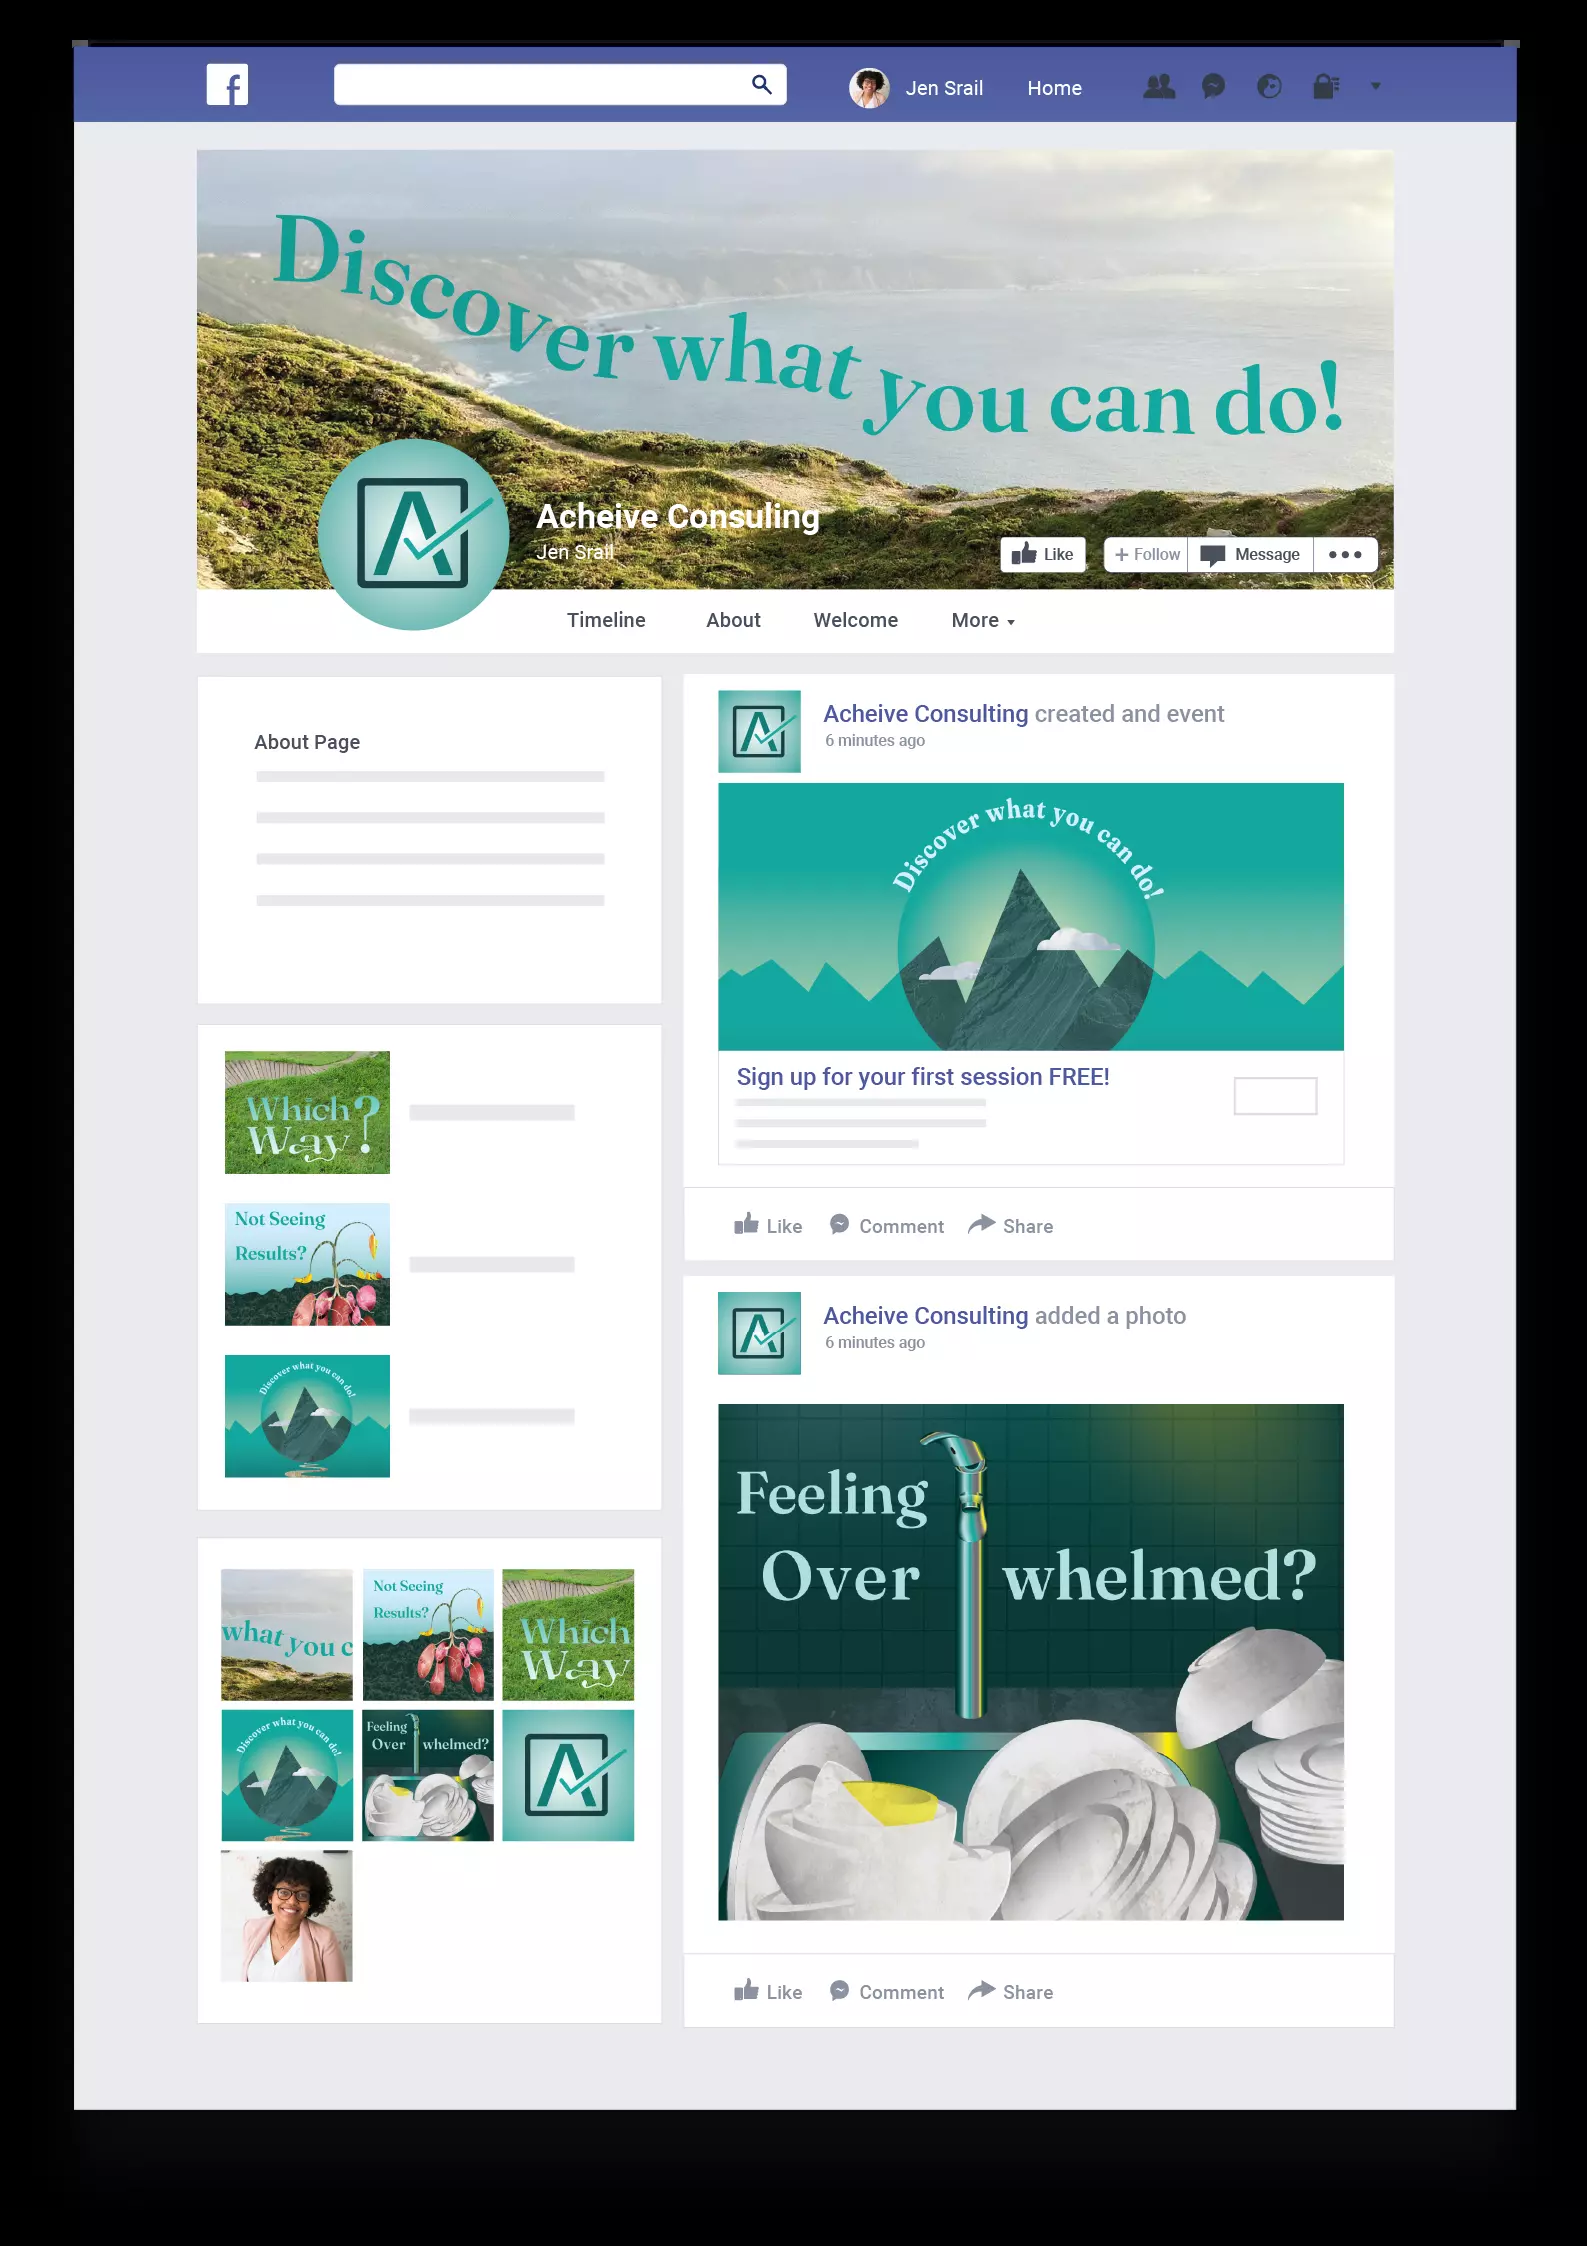 f
Jen Srail
Home
Discover what you can do!
A
Acheive Consuling
Jen Srail
Like
+ Follow
Message
Timeline
About
Welcome
More
About Page
Which
Way?
Not Seeing
Results?
Discover what you can do!
what you c
Not Seeing
Results?
Which
Way
Discover what you can do!
Feeling
Over whelmed?
A
A
Acheive Consulting created and event
6 minutes ago
Discover what you can do!
Sign up for your first session FREE!
Like
Comment
Share
A
Acheive Consulting added a photo
6 minutes ago
Feeling
Over whelmed?
Like
Comment
Share